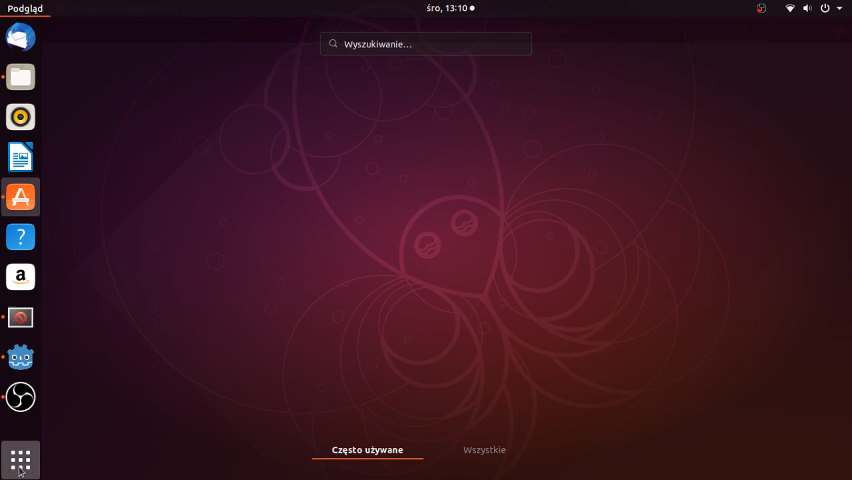 Podgląd
śro, 13:10
Wyszukiwanie...
Często używane
Wszystkie